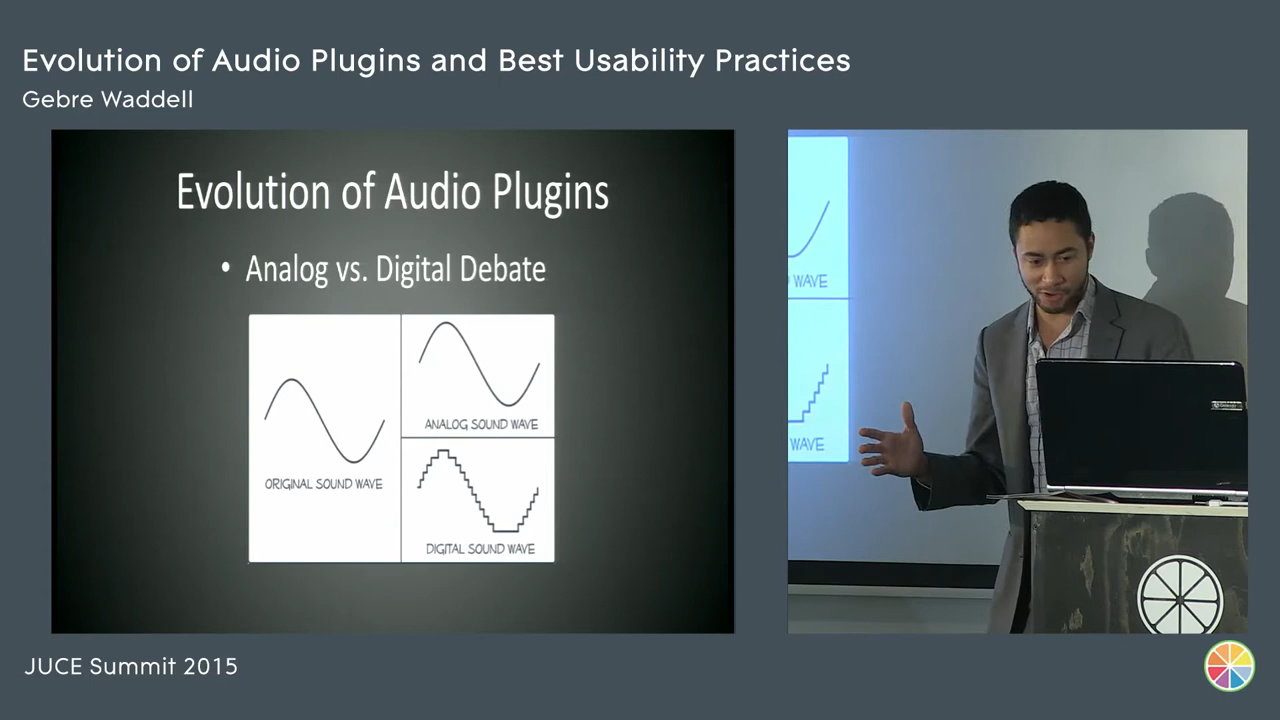 Evolution of Audio Plugins and Best Usability Practices
Gebre Waddell
Evolution of Audio Plugins
• Analog vs. Digital Debate
ORIGINAL SOUND WAVE
ANALOG SOUND WAVE
DIGITAL SOUND WAVE
WAVE
WAVE
JUCE Summit 2015